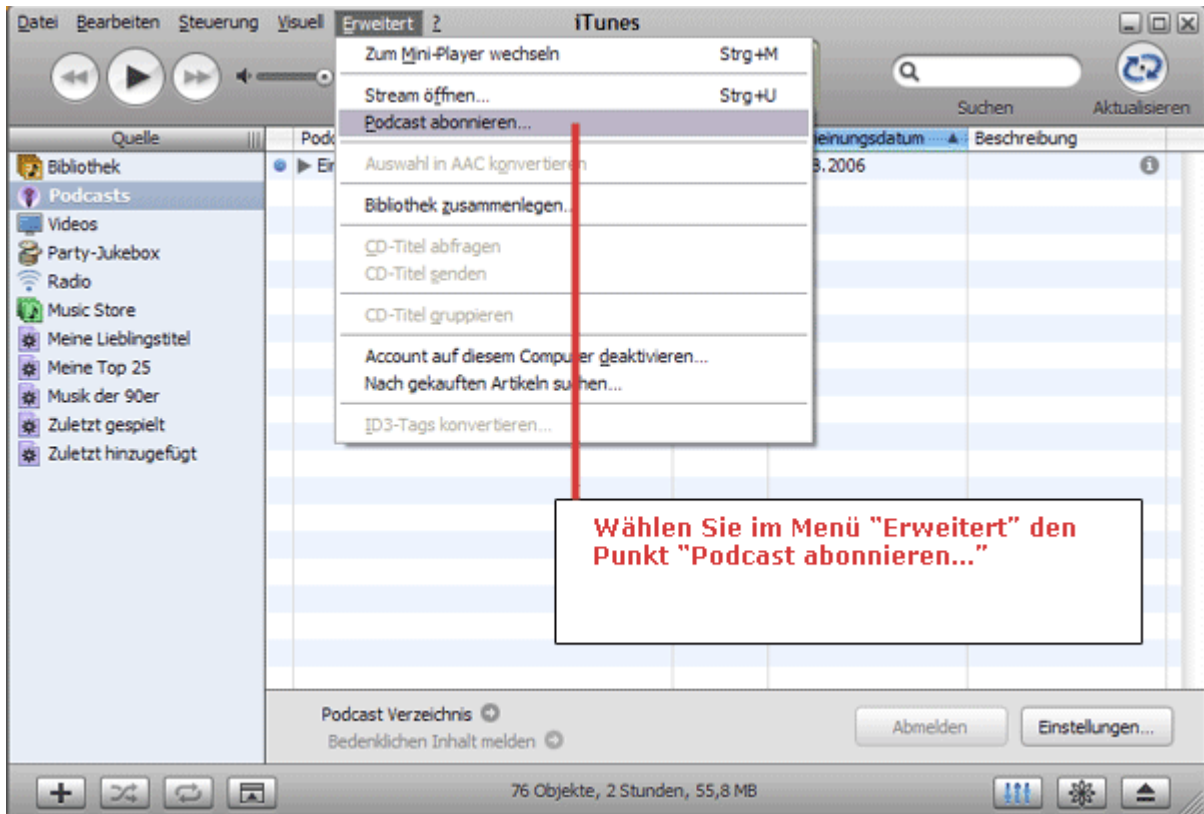 Datei Bearbeiten Steuerung Visuell Erweitert ? iTunes
Zum Mini-Player wechseln Strg+M
Stream öffnen... Strg+U
Podcast abonnieren...
Auswahl in AAC konvertieren
Bibliothek zusammenlegen...
CD-Titel abfragen
CD-Titel senden
CD-Titel gruppieren
Account auf diesem Computer deaktivieren...
Nach gekauften Artikeln suchen...
ID3-Tags konvertieren...
Suchen Aktualisieren
Quelle
Beschreibung
Bibliothek
Podcasts
Videos
Party-Jukebox
Radio
Music Store
Meine Lieblingstitel
Meine Top 25
Musik der 90er
Zuletzt gespielt
Zuletzt hinzugefügt
Wählen Sie im Menü "Erweitert" den
Punkt "Podcast abonnieren..."
Podcast Verzeichnis
Bedenklichen Inhalt melden
Abmelden Einstellungen...
76 Objekte, 2 Stunden, 55,8 MB